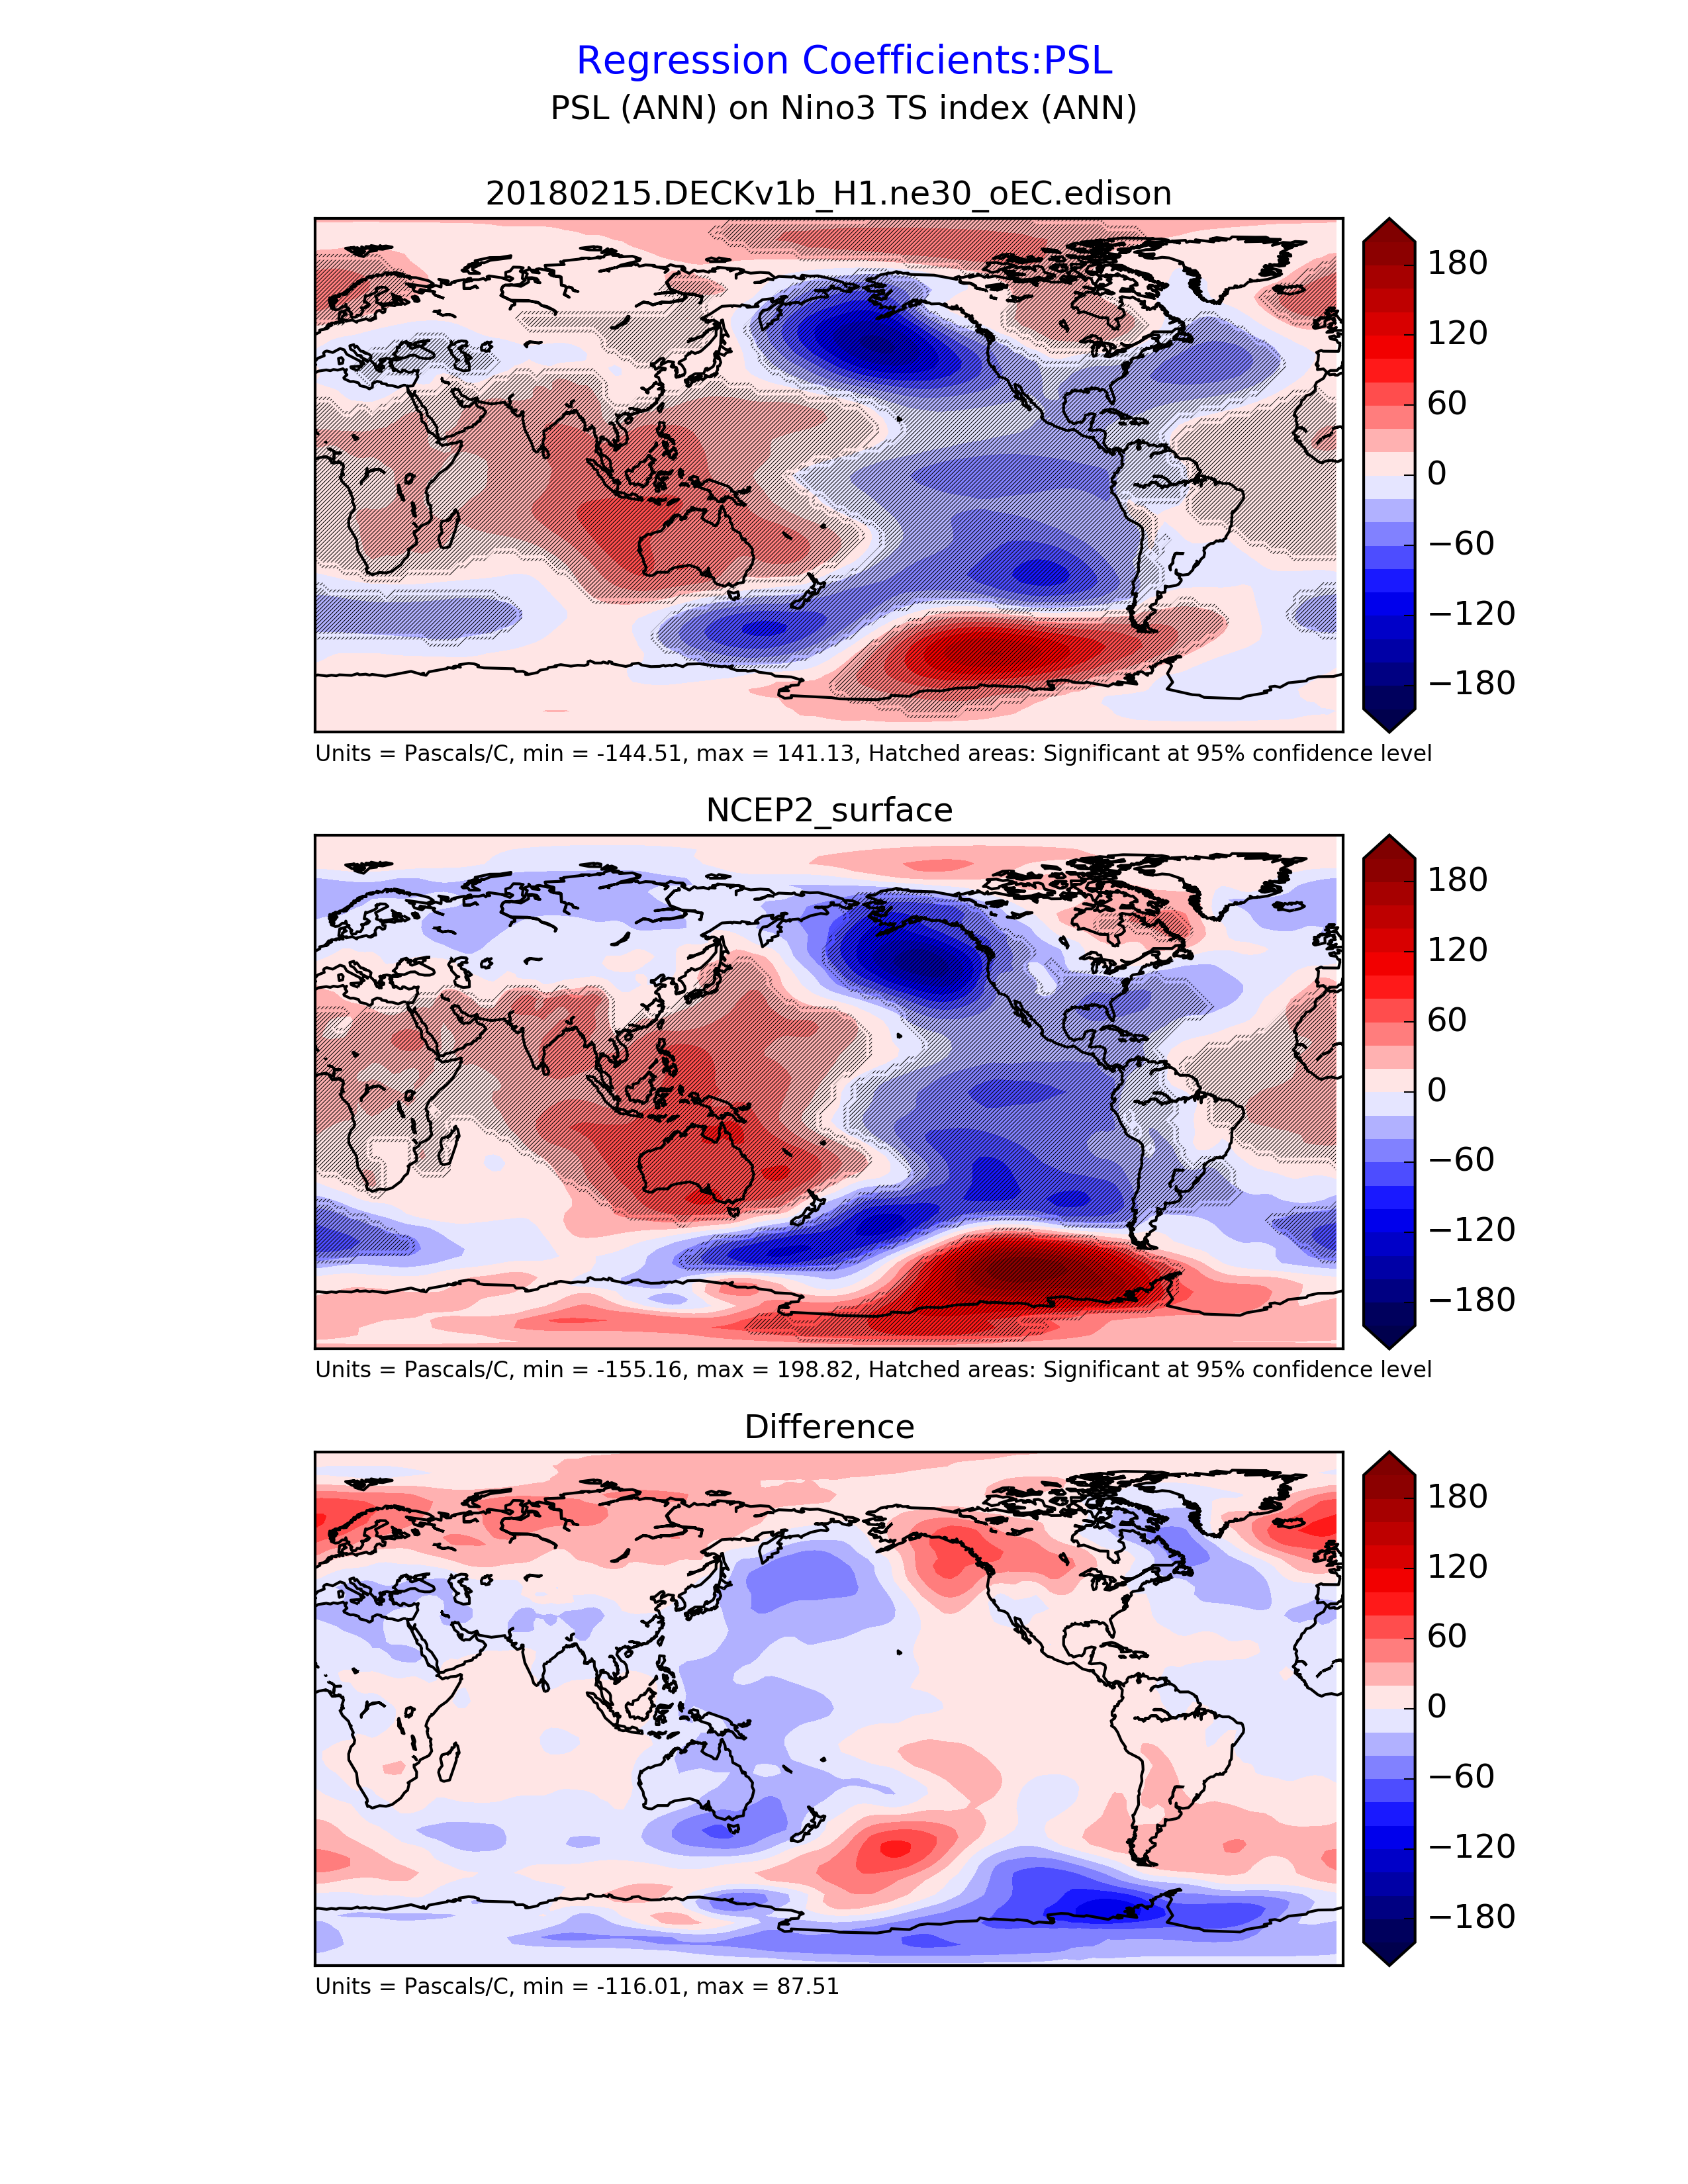 Regression Coefficients:PSL
PSL (ANN) on Nino3 TS index (ANN)
20180215.DECKv1b_H1.ne30_oEC.edison
180
120
60
0
−60
−120
−180
Units = Pascals/C, min = -144.51, max = 141.13, Hatched areas: Significant at 95% confidence level
NCEP2_surface
180
120
60
0
−60
−120
−180
Units = Pascals/C, min = -155.16, max = 198.82, Hatched areas: Significant at 95% confidence level
Difference
180
120
60
0
−60
−120
−180
Units = Pascals/C, min = -116.01, max = 87.51